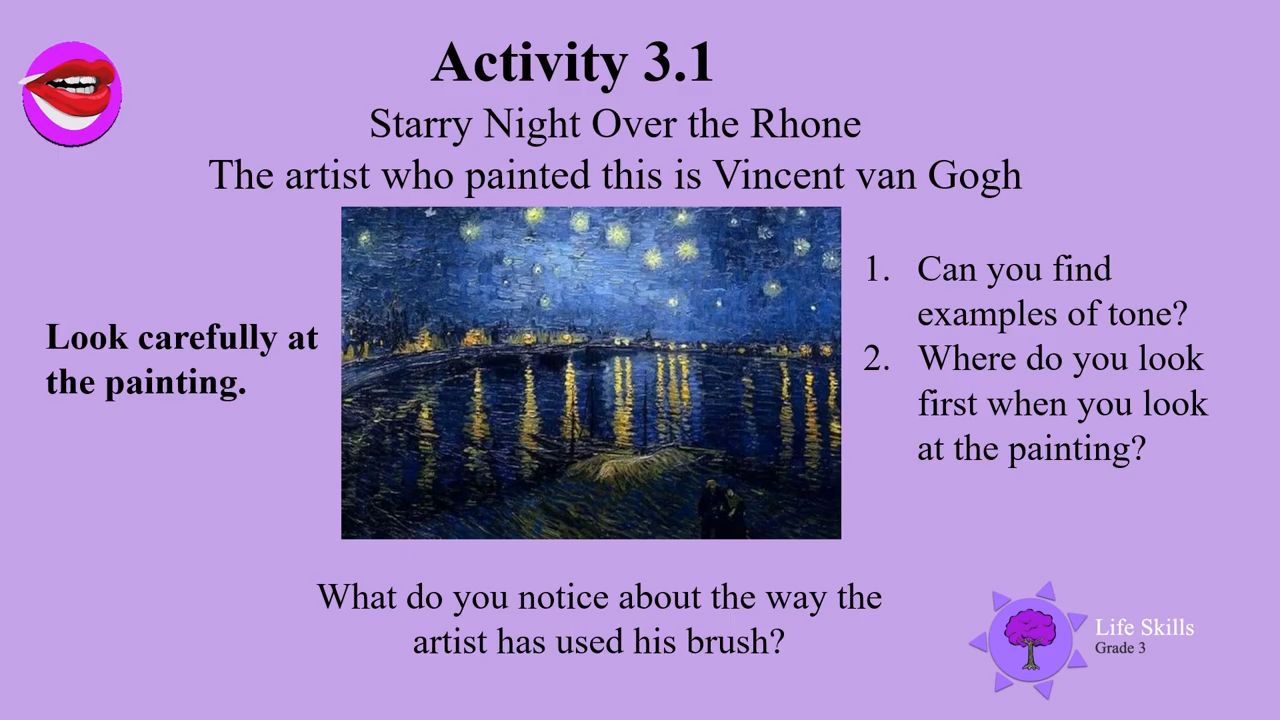 Activity 3.1
Starry Night Over the Rhone
The artist who painted this is Vincent van Gogh
Look carefully at
the painting.
1. Can you find
examples of tone?
2. Where do you look
first when you look
at the painting?
What do you notice about the way the
artist has used his brush?
Life Skills
Grade 3